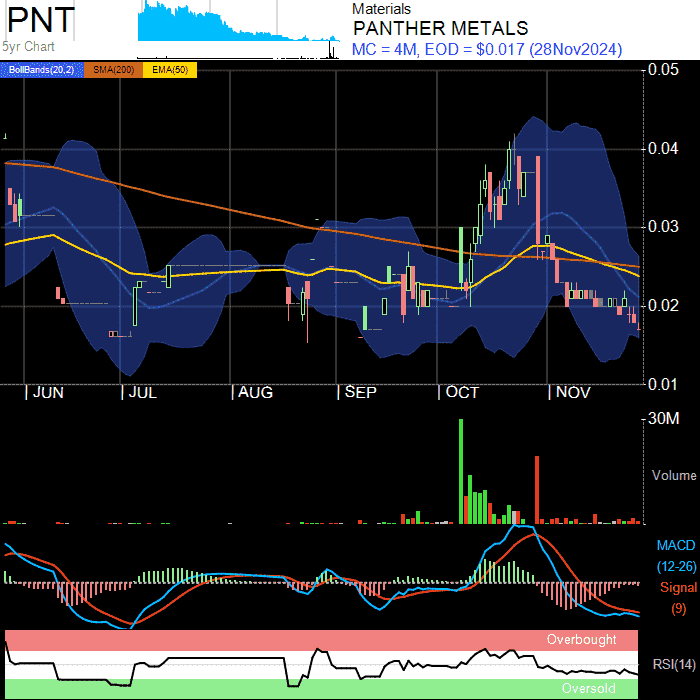 PNT
5yr Chart
Materials
PANTHER METALS
MC = 4M, EOD = $0.017 (28Nov2024)
BollBands(20,2) SMA(200) EMA(50)
0.05
0.04
0.03
0.02
0.01
JUN JUL AUG SEP OCT NOV
30M
Volume
MACD
(12-26)
Signal
(9)
Overbought
RSI(14)
Oversold